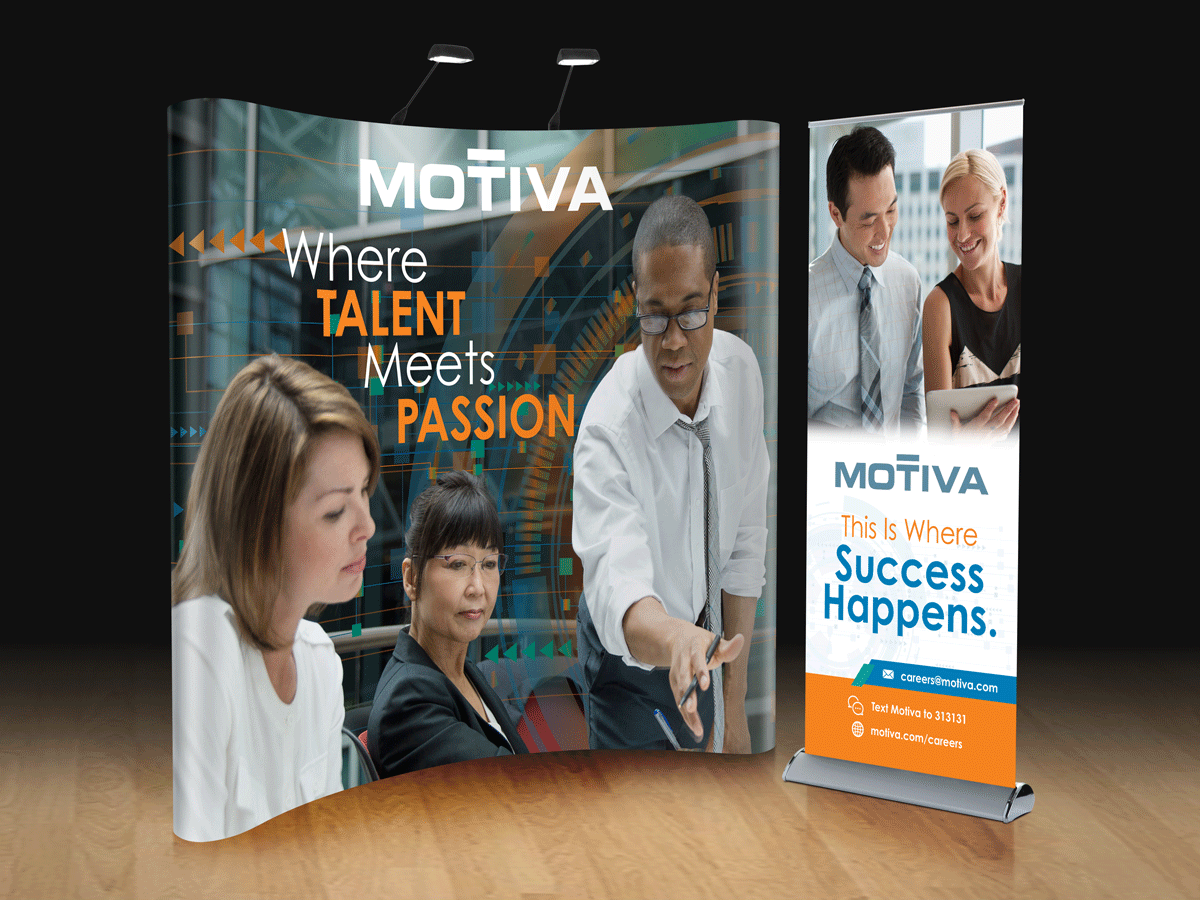 MOTIVA
Where
TALENT
Meets
PASSION
MOTIVA
This Is Where
Success
Happens.
careers@motiva.com
Text Motiva to 313131
motiva.com/careers